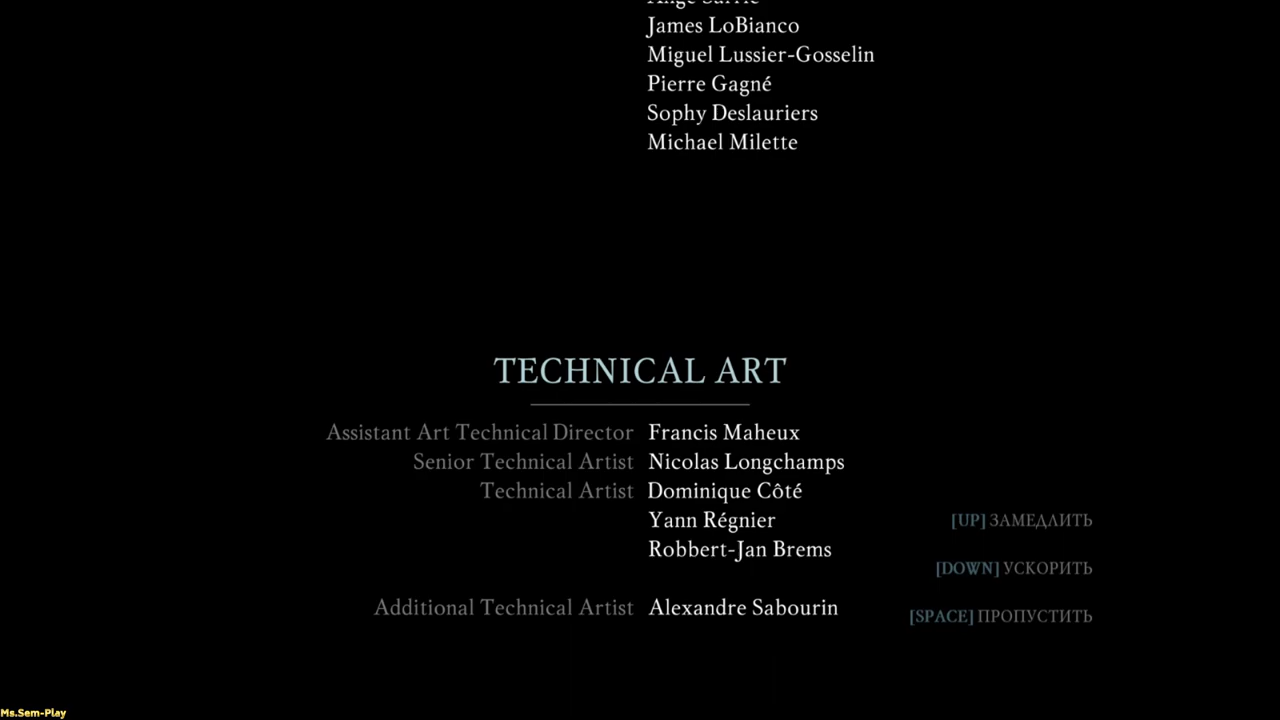 James LoBianco
Miguel Lussier-Gosselin
Pierre Gagné
Sophy Deslauriers
Michael Milette
TECHNICAL ART
Assistant Art Technical Director Francis Maheux
Senior Technical Artist Nicolas Longchamps
Technical Artist Dominique Côté
Yann Régnier
[UP] ЗАМЕДЛИТЬ
Robbert-Jan Brems
[DOWN] УСКОРИТЬ
Additional Technical Artist Alexandre Sabourin
[SPACE] ПРОПУСТИТЬ
Ms.Sem-Play